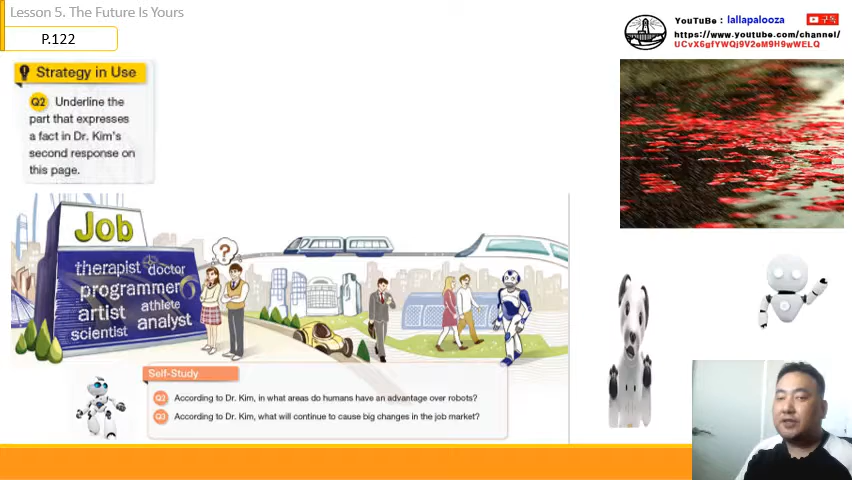 Lesson 5. The Future Is Yours
P.122
YouTuBe : lallapalooza
구독
https://www.youtube.com/channel/
UCvX6gfYWQj9V2eM9H9wWELQ
Strategy in Use
Q2 Underline the
part that expresses
a fact in Dr. Kim's
second response on
this page.
Job
therapist doctor
programmer
artist athlete
scientist analyst
?
Self-Study
Q2 According to Dr. Kim, in what areas do humans have an advantage over robots?
Q3 According to Dr. Kim, what will continue to cause big changes in the job market?